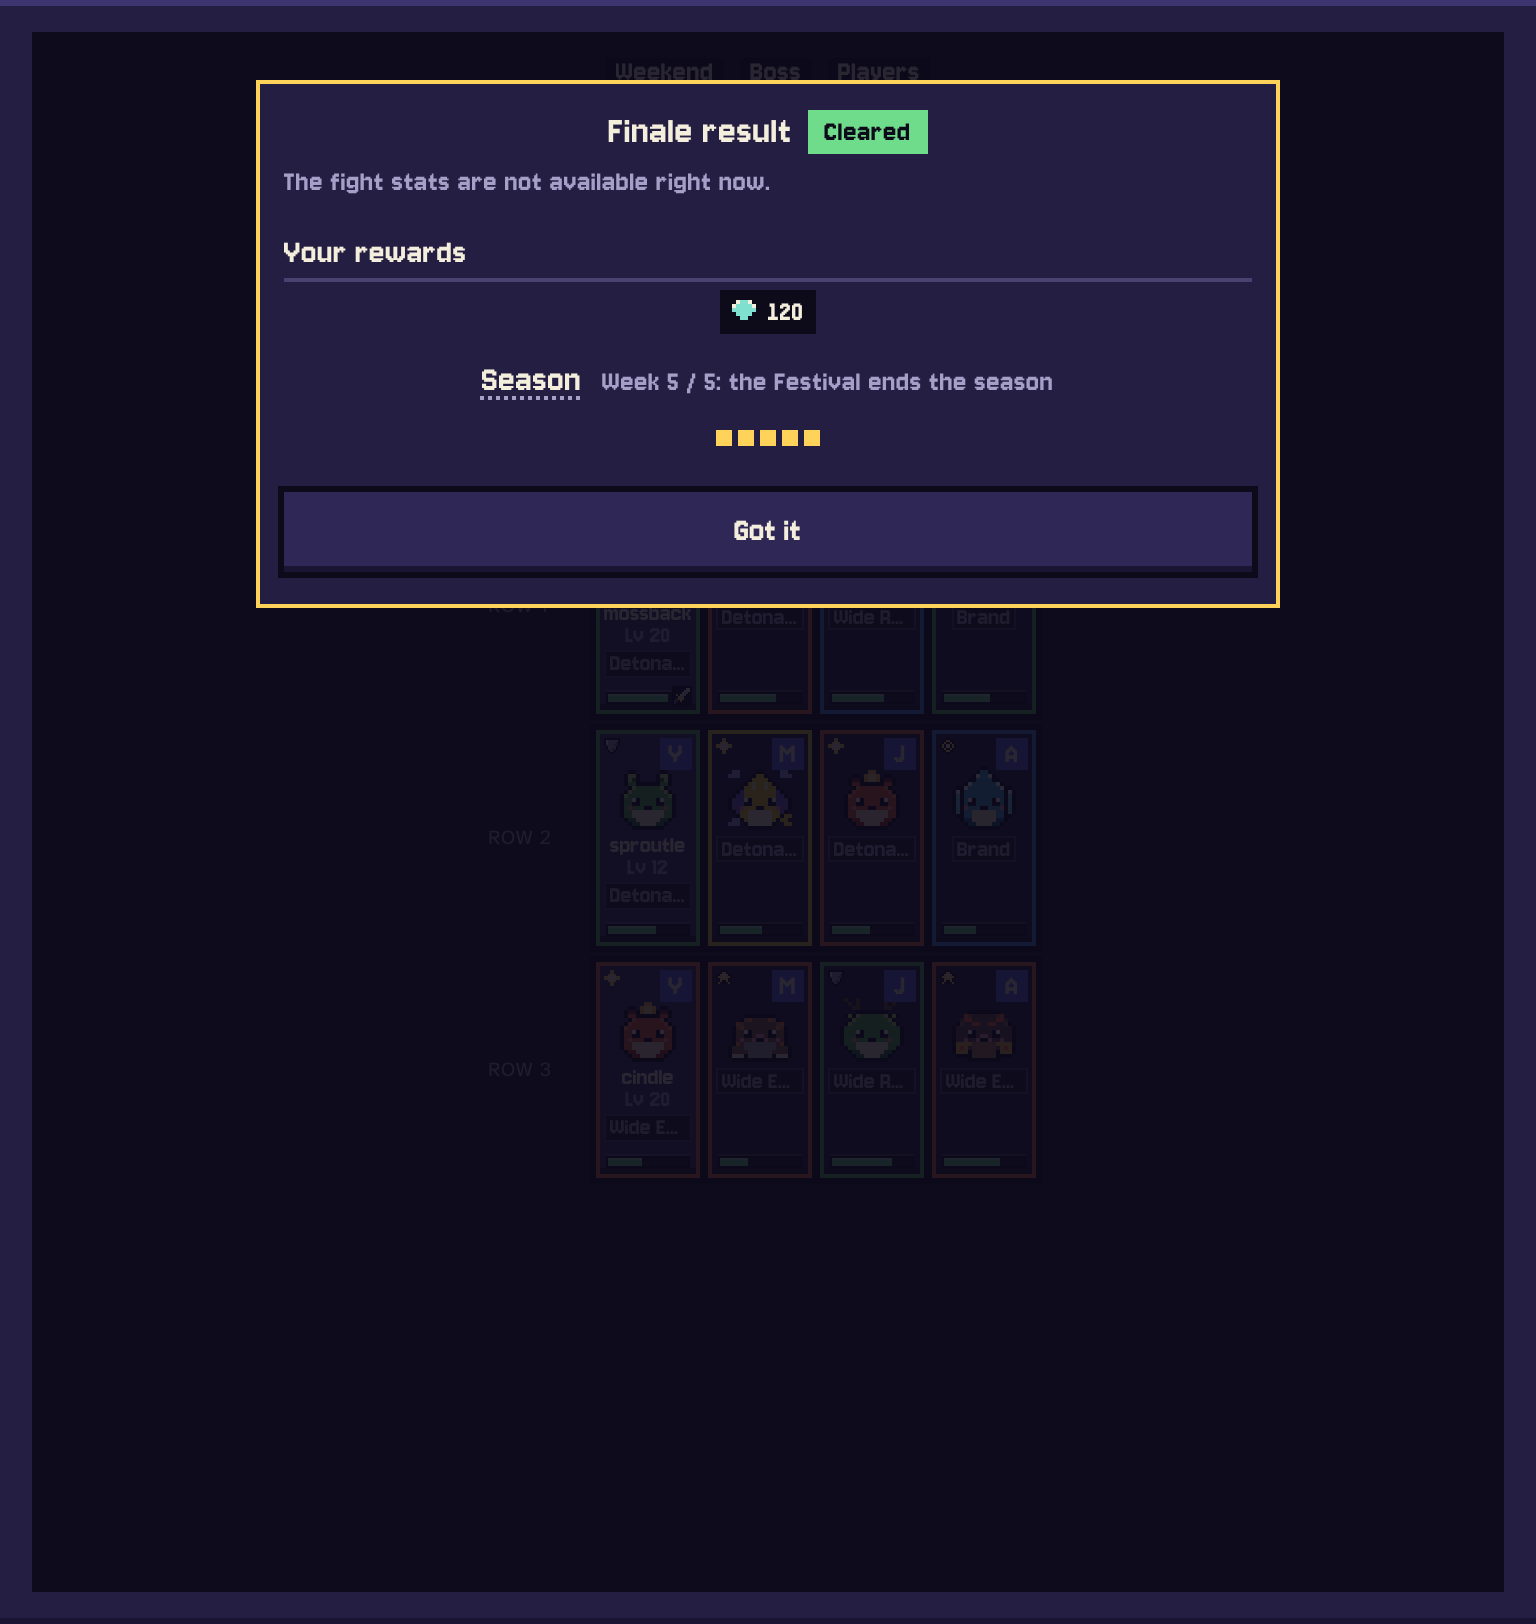 Weekend Boss Players
Finale result Cleared
The fight stats are not available right now.
Your rewards
120
Season Week 5 / 5: the Festival ends the season
Got it
ROW 1
mossback Detona... Wide R... Brand
Lv 20
Detona...
Y M J A
ROW 2
sproutle Detona... Detona... Brand
Lv 12
Detona...
Y M J A
ROW 3
cindle Wide E... Wide R... Wide E...
Lv 20
Wide E...